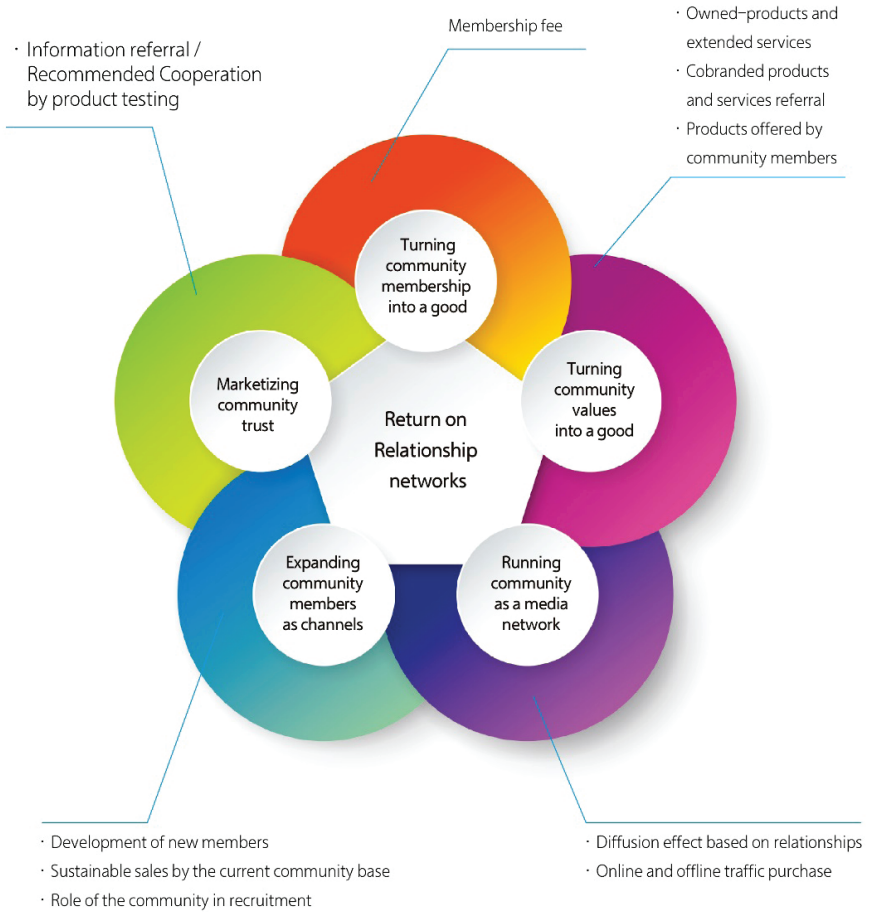 Membership fee
· Information referral /
Recommended Cooperation
by product testing
· Owned-products and
extended services
· Cobranded products
and services referral
· Products offered by
community members
Turning
community
membership
into a good
Marketizing
community
trust
Return on
Relationship
networks
Turning
community
values
into a good
Expanding
community
members
as channels
Running
community
as a media
network
· Development of new members
· Sustainable sales by the current community base
· Role of the community in recruitment
· Diffusion effect based on relationships
· Online and offline traffic purchase